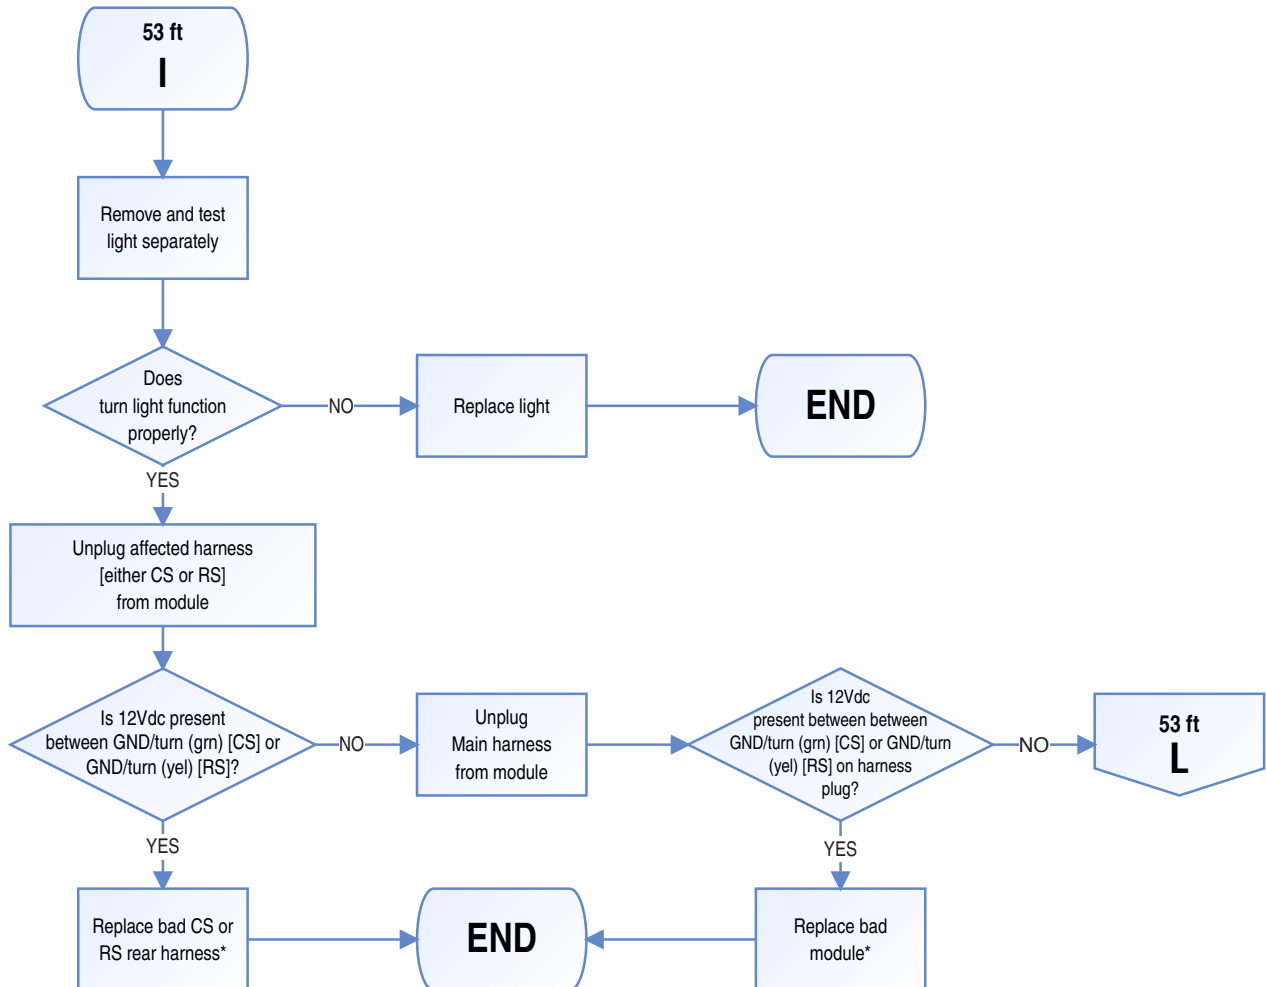 53 ft
I
Remove and test
light separately
Does
turn light function
properly?
NO
Replace light
END
YES
Unplug affected harness
[either CS or RS]
from module
Is 12Vdc present
between GND/turn (grn) [CS] or
GND/turn (yel) [RS]?
NO
Unplug
Main harness
from module
Is 12Vdc
present between between
GND/turn (grn) [CS] or GND/turn
(yel) [RS] on harness
plug?
NO
53 ft
L
YES
YES
Replace bad CS or
RS rear harness*
END
Replace bad
module*